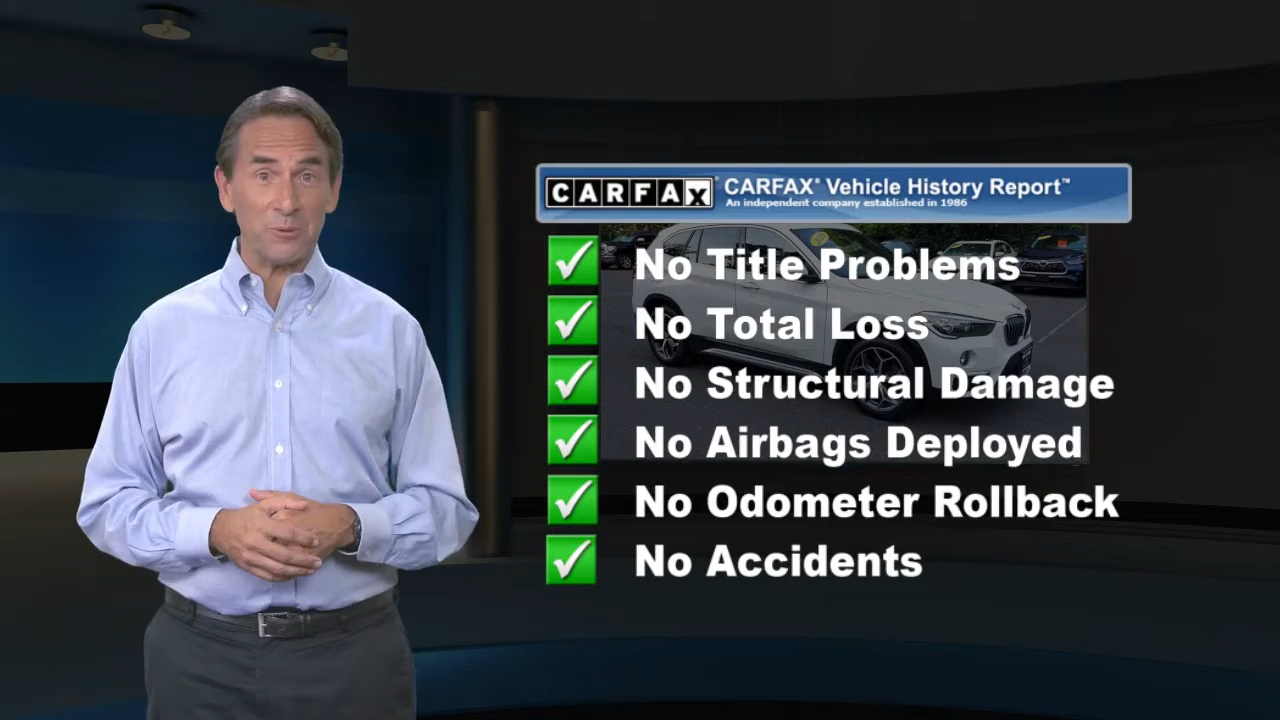 CARFAX
CARFAX® Vehicle History Report™
An independent company established in 1986
No Title Problems
No Total Loss
No Structural Damage
No Airbags Deployed
No Odometer Rollback
No Accidents